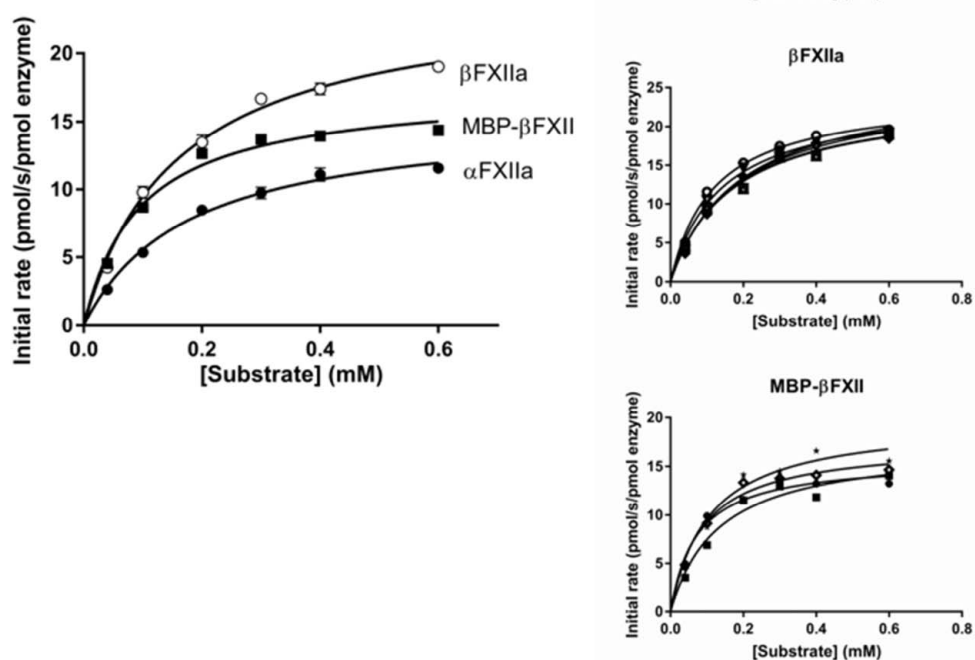 20
15
10
5
0
Initial rate (pmol/s/pmol enzyme)
βFXIIa
MBP-βFXII
αFXIIa
0.0 0.2 0.4 0.6
[Substrate] (mM)
βFXIIa
25
20
15
10
5
0
Initial rate (pmol/s/pmol enzyme)
0.0 0.2 0.4 0.6 0.8
[Substrate] (mM)
MBP-βFXII
20
15
10
5
0
Initial rate (pmol/s/pmol enzyme)
0.0 0.2 0.4 0.6 0.8
[Substrate] (mM)